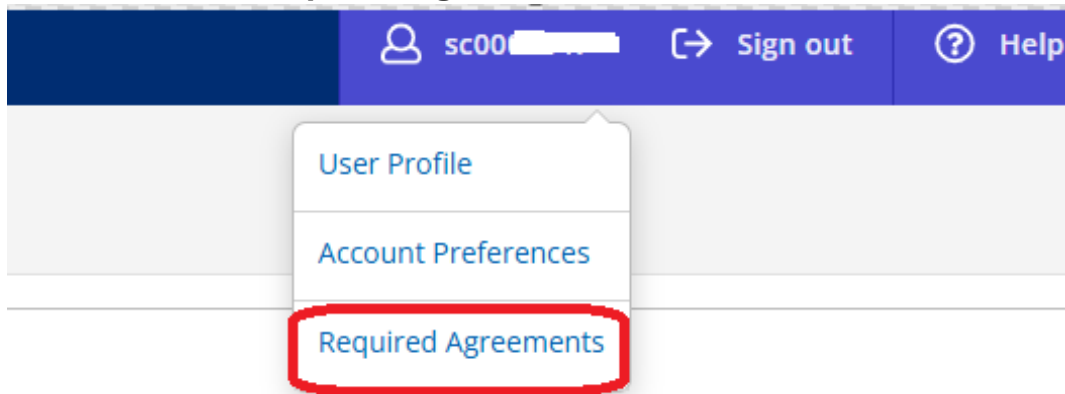 sc00 Sign out Help
User Profile
Account Preferences
Required Agreements